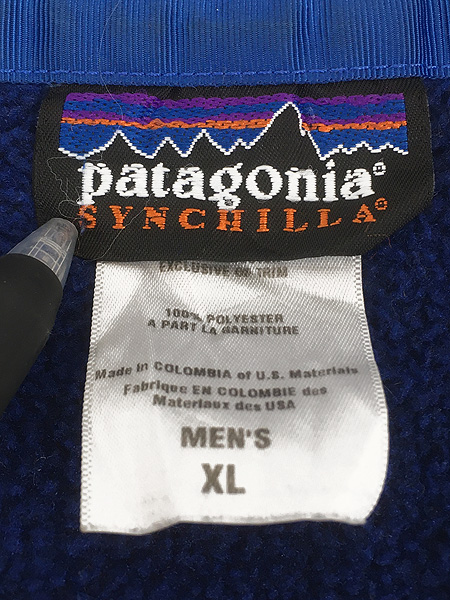 patagonia®
SYNCHILLA®
EXCLUSIVE OF TRIM
100% POLYESTER
A PART LA GARNITURE
Made in COLOMBIA of U.S. Materials
Fabrique EN COLOMBIE des
Materiaux des USA
MEN'S
XL